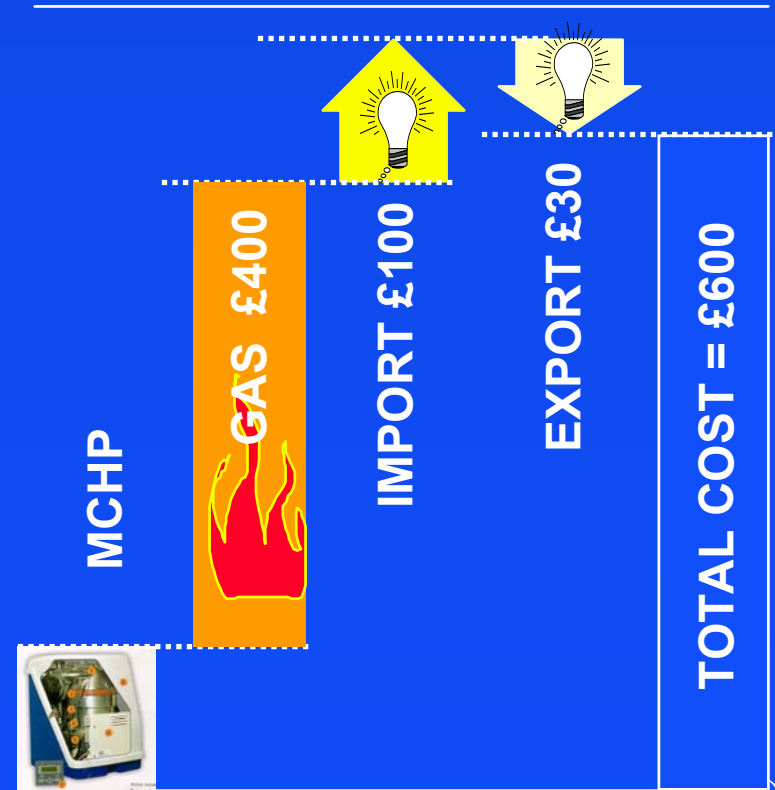 MCHP
GAS £400
IMPORT £100
EXPORT £30
TOTAL COST = £600